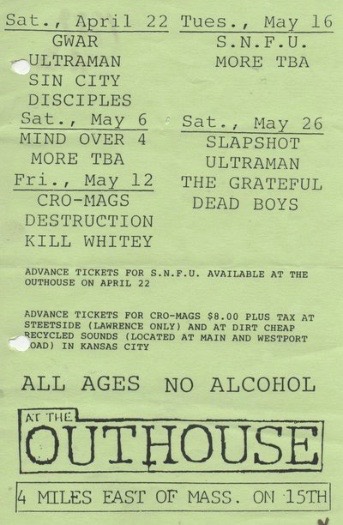 Sat., April 22
GWAR
ULTRAMAN
SIN CITY
DISCIPLES
Sat., May 6
MIND OVER 4
MORE TBA
Fri., May 12
CRO-MAGS
DESTRUCTION
KILL WHITEY
Tues., May 16
S.N.F.U.
MORE TBA
Sat., May 26
SLAPSHOT
ULTRAMAN
THE GRATEFUL
DEAD BOYS
ADVANCE TICKETS FOR S.N.F.U. AVAILABLE AT THE
OUTHOUSE ON APRIL 22
ADVANCE TICKETS FOR CRO-MAGS $8.00 PLUS TAX AT
STEETSIDE (LAWRENCE ONLY) AND AT DIRT CHEAP
RECYCLED SOUNDS (LOCATED AT MAIN AND WESTPORT
OAD) IN KANSAS CITY
ALL AGES NO ALCOHOL
AT THE
OUTHOUSE
4 MILES EAST OF MASS. ON 15TH